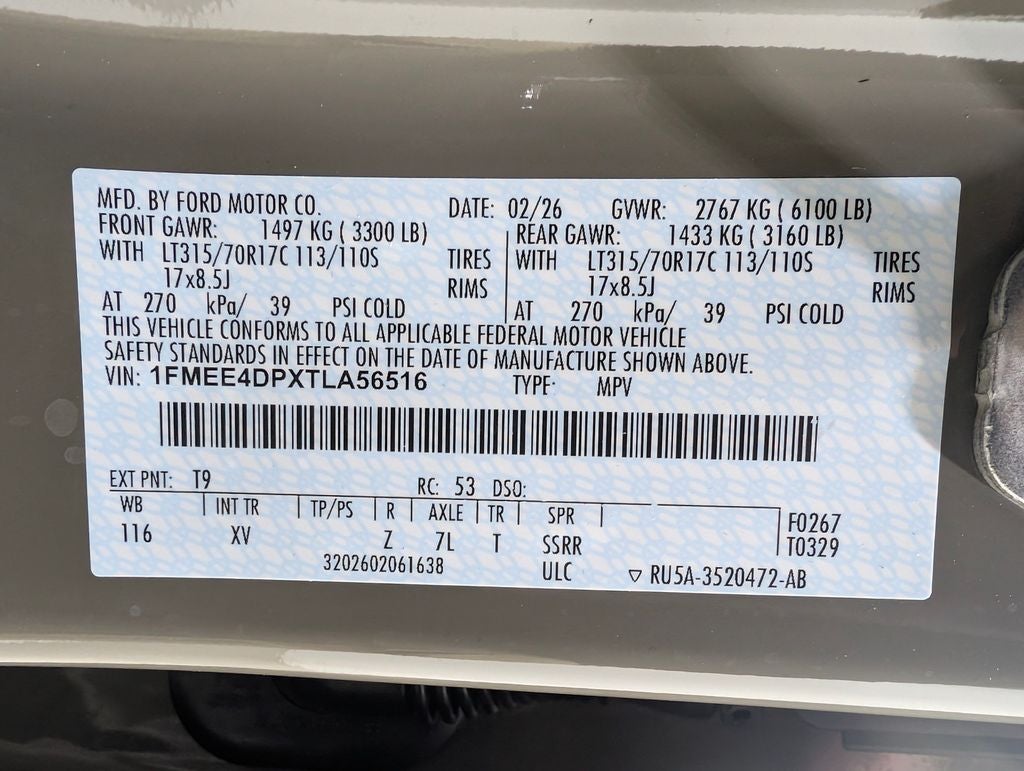 MFD. BY FORD MOTOR CO. DATE: 02/26 GVWR: 2767 KG ( 6100 LB)
FRONT GAWR: 1497 KG ( 3300 LB) REAR GAWR: 1433 KG ( 3160 LB)
WITH LT315/70R17C 113/110S TIRES WITH LT315/70R17C 113/110S TIRES
17x8.5J RIMS 17x8.5J RIMS
AT 270 kPa/ 39 PSI COLD AT 270 kPa/ 39 PSI COLD
THIS VEHICLE CONFORMS TO ALL APPLICABLE FEDERAL MOTOR VEHICLE
SAFETY STANDARDS IN EFFECT ON THE DATE OF MANUFACTURE SHOWN ABOVE.
VIN: 1FMEE4DPXTLA56516 TYPE: MPV
EXT PNT: T9 RC: 53 DSO:
WB INT TR TP/PS R AXLE TR SPR F0267
116 XV Z 7L T SSRR T0329
3202602061638 ULC ▽ RU5A-3520472-AB